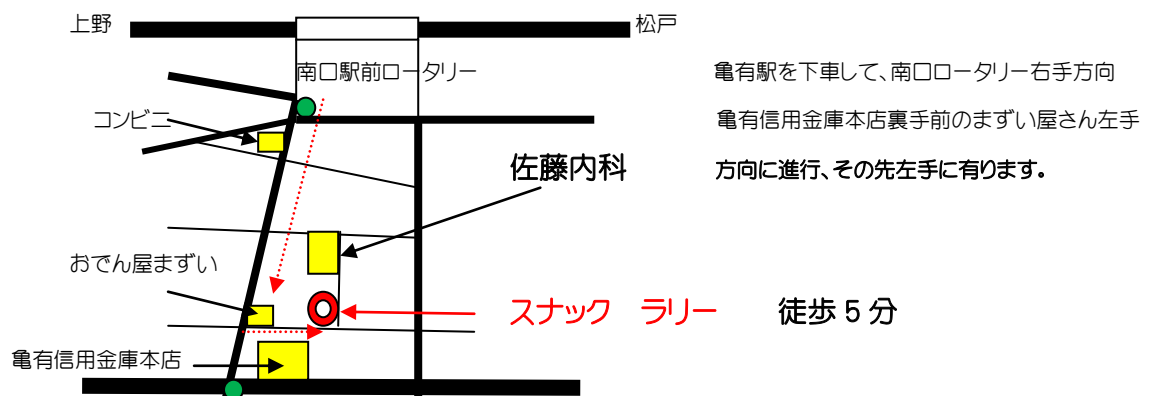 上野
松戸
南口駅前ロータリー
亀有駅を下車して、南口ロータリー右手方向
コンビニ
亀有信用金庫本店裏手前のまずい屋さん左手
佐藤内科
方向に進行、その先左手に有ります。
おでん屋まずい
スナック　ラリー　　徒歩５分
亀有信用金庫本店